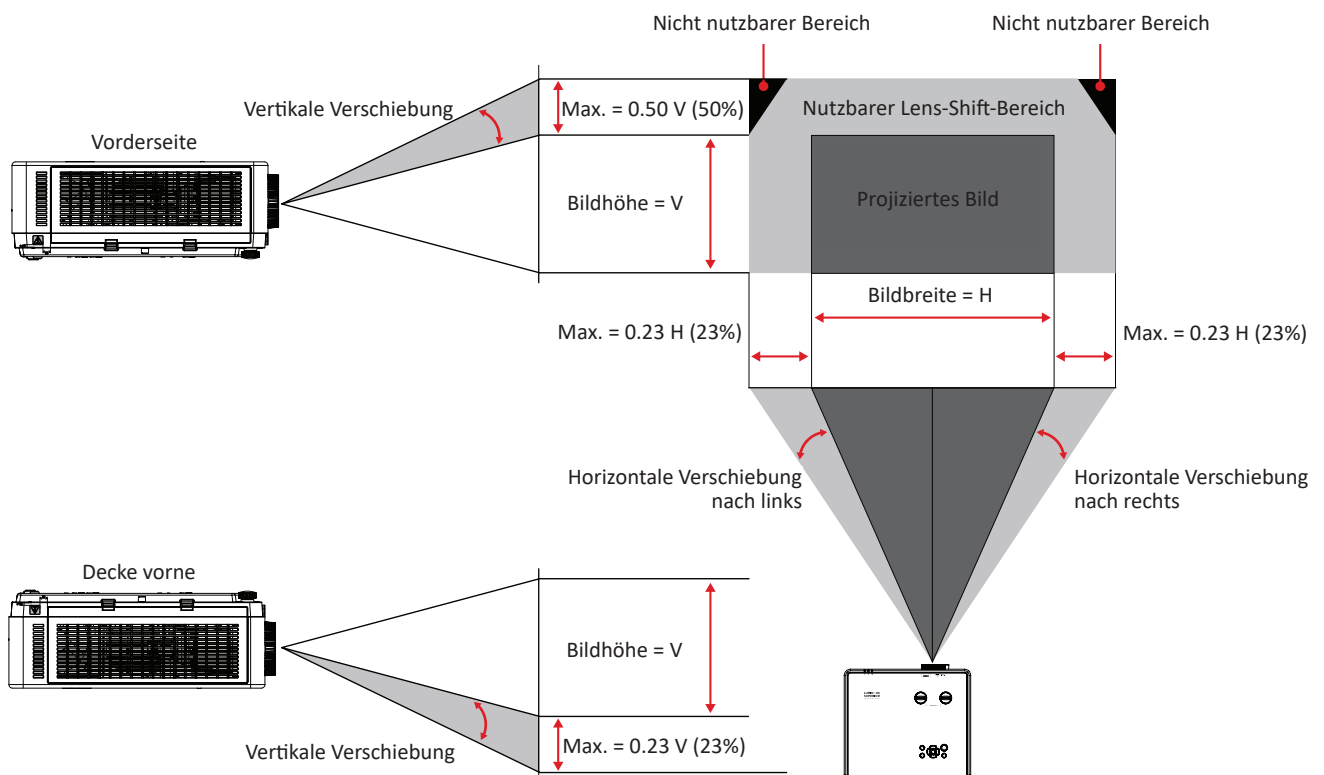 Nicht nutzbarer Bereich
Nicht nutzbarer Bereich
Vertikale Verschiebung
Max. = 0.50 V (50%)
Nutzbarer Lens-Shift-Bereich
Vorderseite
Bildhöhe = V
Projiziertes Bild
Bildbreite = H
Max. = 0.23 H (23%)
Max. = 0.23 H (23%)
Horizontale Verschiebung
nach links
Horizontale Verschiebung
nach rechts
Decke vorne
Bildhöhe = V
Vertikale Verschiebung
Max. = 0.23 V (23%)